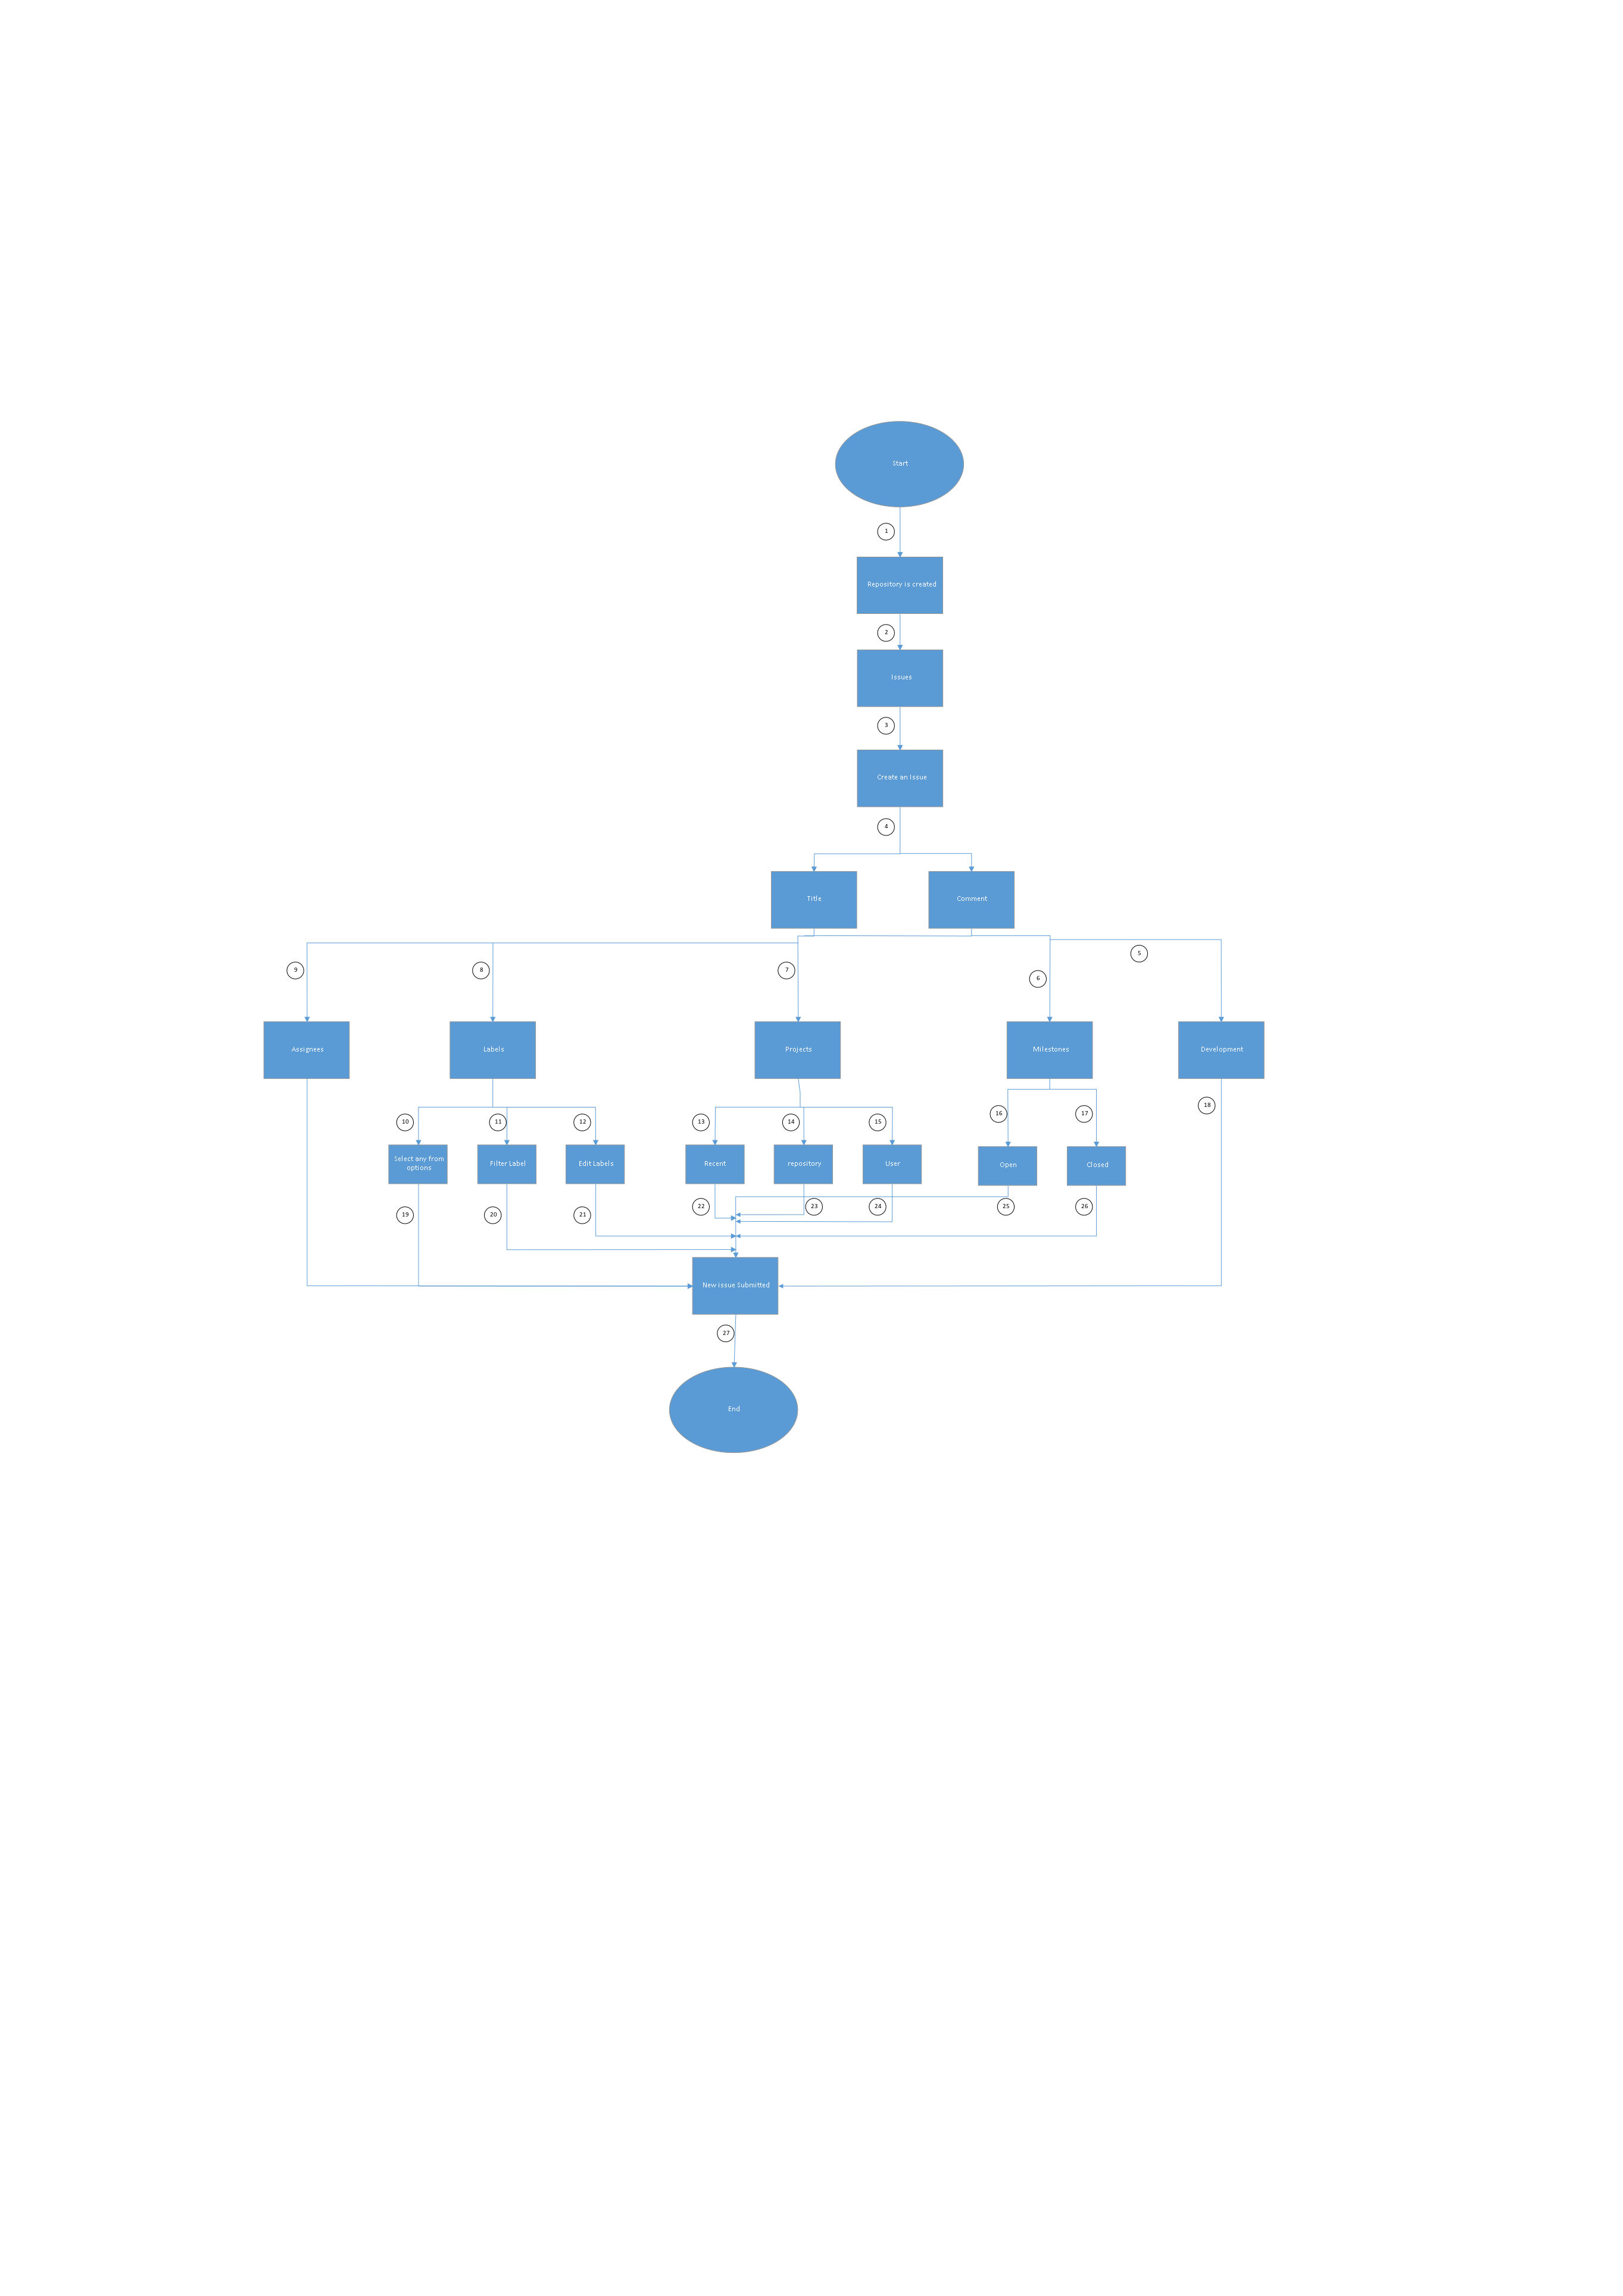 Start
1
Repository is created
2
Issues
3
Create an Issue
4
Title
Comment
5
9
8
7
6
Assignees
Labels
Projects
Milestones
Development
18
10
11
12
13
14
15
16
17
Select any from
options
Filter Label
Edit Labels
Recent
repository
User
Open
Closed
19
20
21
22
23
24
25
26
New issue Submitted
27
End